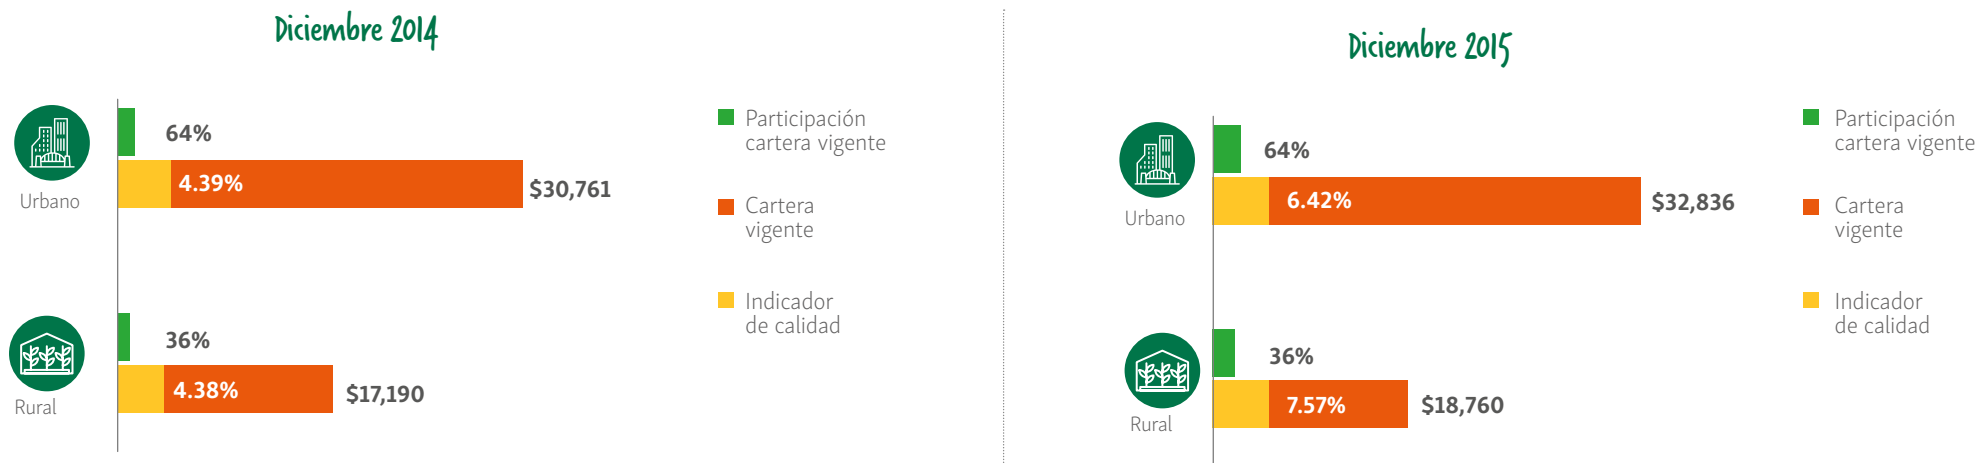 Diciembre 2014
64%
4.39%
$30,761
Urbano
36%
4.38%
$17,190
Rural
Participación
cartera vigente
Cartera
vigente
Indicador
de calidad
Diciembre 2015
64%
6.42%
$32,836
Urbano
36%
7.57%
$18,760
Rural
Participación
cartera vigente
Cartera
vigente
Indicador
de calidad